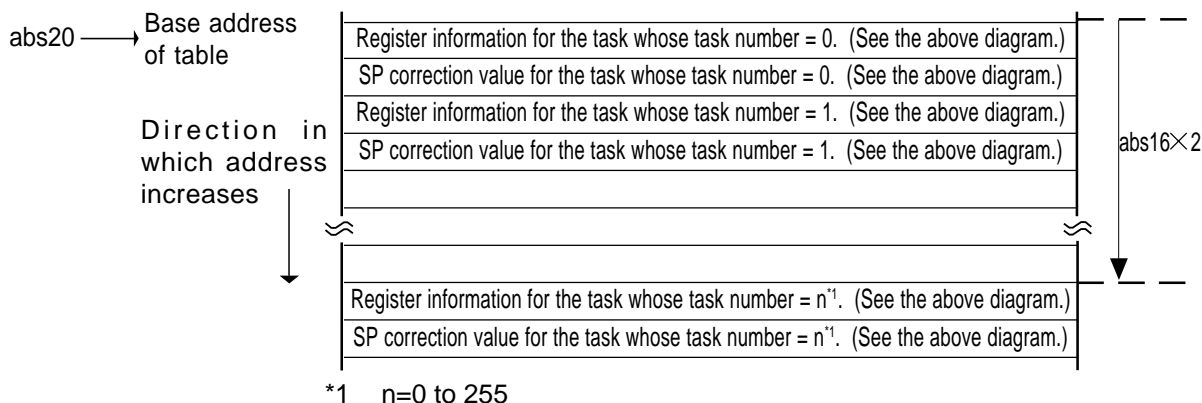 abs20
Base address
of table
Direction in
which address
increases
Register information for the task whose task number = 0. (See the above diagram.)
SP correction value for the task whose task number = 0. (See the above diagram.)
Register information for the task whose task number = 1. (See the above diagram.)
SP correction value for the task whose task number = 1. (See the above diagram.)
abs16×2
Register information for the task whose task number = n*1. (See the above diagram.)
SP correction value for the task whose task number = n*1. (See the above diagram.)
*1 n=0 to 255